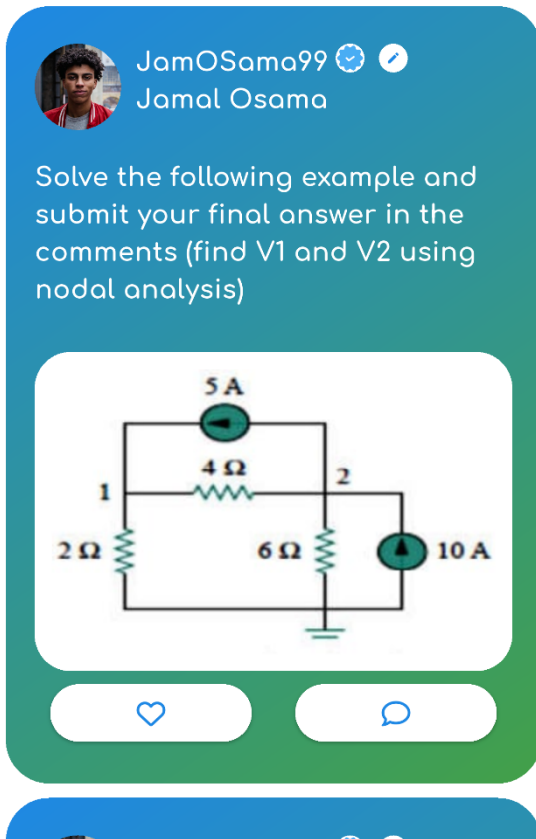 JamOSama99
Jamal Osama
Solve the following example and
submit your final answer in the
comments (find V1 and V2 using
nodal analysis)
5 A
4 Ω
1
2
2 Ω
6 Ω
10 A